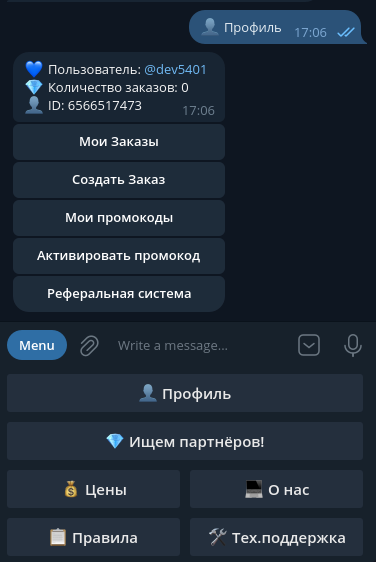 👤 Профиль
17:06
💙 Пользователь: @dev5401
💎 Количество заказов: 0
👤 ID: 6566517473
17:06
Мои Заказы
Создать Заказ
Мои промокоды
Активировать промокод
Реферальная система
Menu
Write a message...
👤 Профиль
💎 Ищем партнёров!
💰 Цены
💻 О нас
📋 Правила
🛠 Тех.поддержка